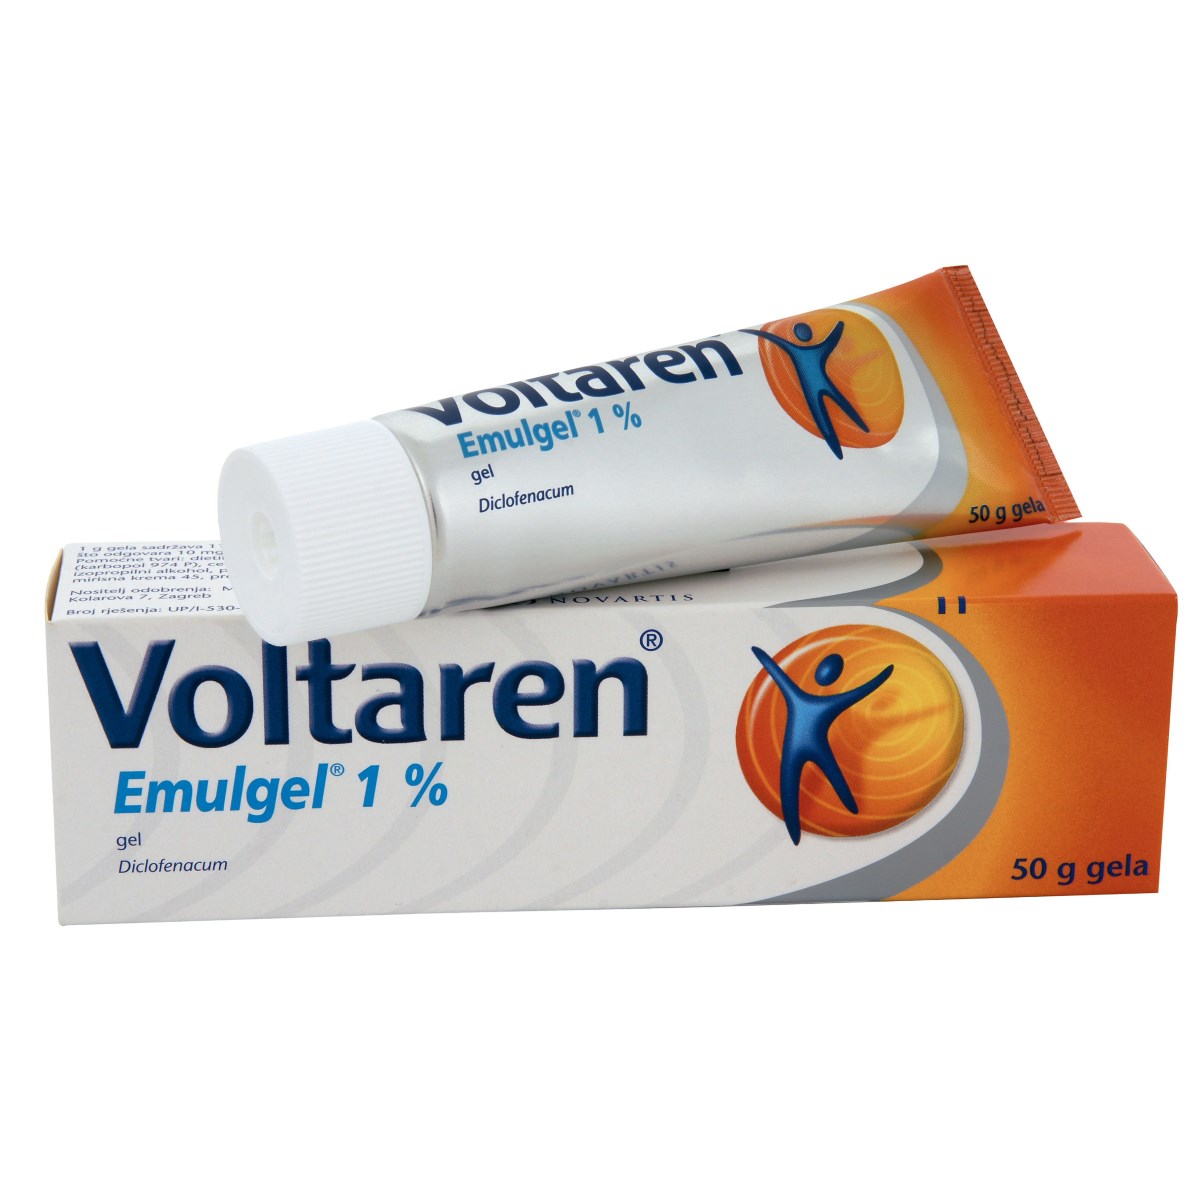 Voltaren
Emulgel® 1 %
gel
Diclofenacum
50 g gela
1 g gela sadržava 1
što odgovara 10 mg
Pomoćne tvari:
(karbopol 974 P),
izopropilni alkohol,
mirisna krema 45,
Nositelj odobrenja:
Kolarova 7, Zagreb
Broj rješenja: UP/I-530-
NOVARTIS
Voltaren®
Emulgel® 1 %
gel
Diclofenacum
50 g gela